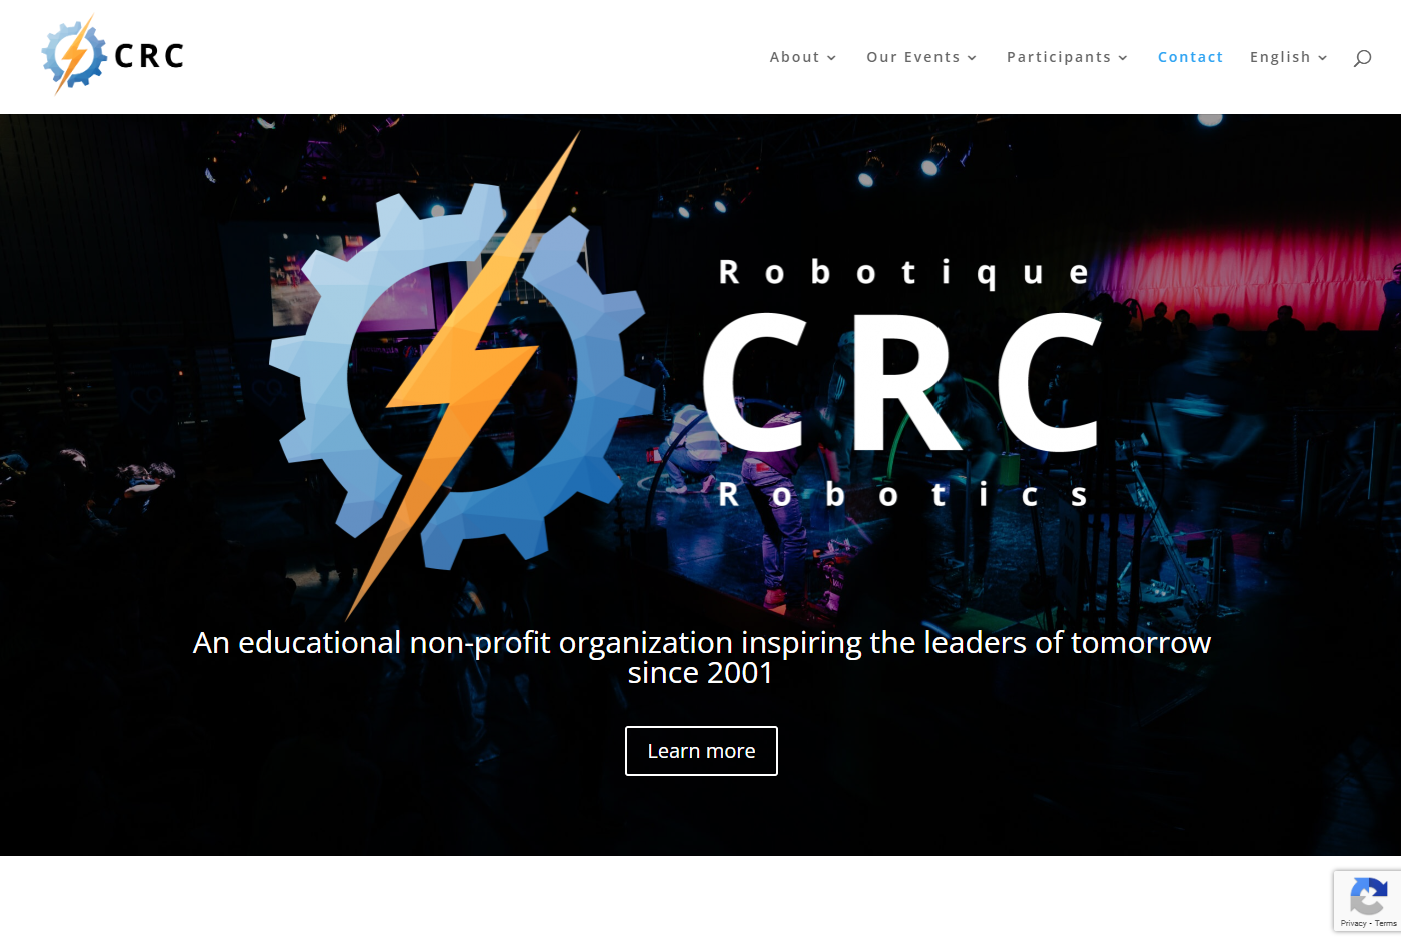 CRC
About
Our Events
Participants
Contact
English
Robotique
CRC
Robotics
An educational non-profit organization inspiring the leaders of tomorrow
since 2001
Learn more
Privacy - Terms